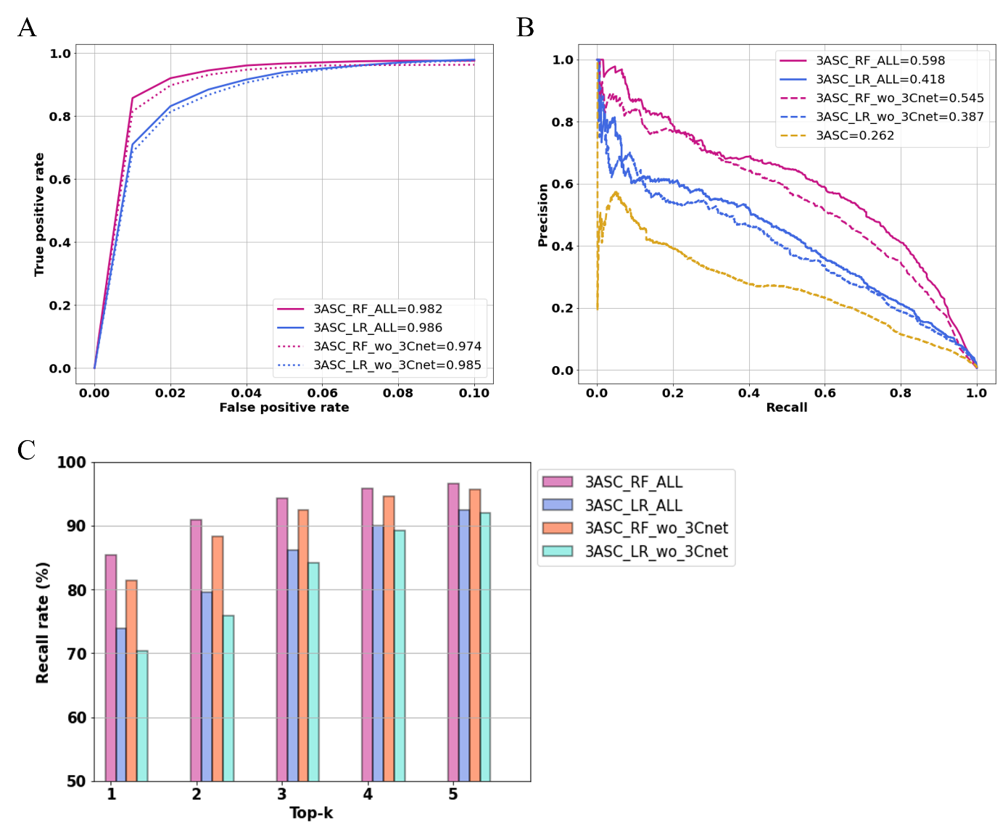 A
1.0
0.8
0.6
0.4
0.2
0.0
True positive rate
3ASC_RF_ALL=0.982
3ASC_LR_ALL=0.986
3ASC_RF_wo_3Cnet=0.974
3ASC_LR_wo_3Cnet=0.985
0.00 0.02 0.04 0.06 0.08 0.10
False positive rate
B
1.0
0.8
0.6
0.4
0.2
0.0
Precision
3ASC_RF_ALL=0.598
3ASC_LR_ALL=0.418
3ASC_RF_wo_3Cnet=0.545
3ASC_LR_wo_3Cnet=0.387
3ASC=0.262
0.0 0.2 0.4 0.6 0.8 1.0
Recall
C
100
90
80
70
60
50
Recall rate (%)
1 2 3 4 5
Top-k
3ASC_RF_ALL
3ASC_LR_ALL
3ASC_RF_wo_3Cnet
3ASC_LR_wo_3Cnet